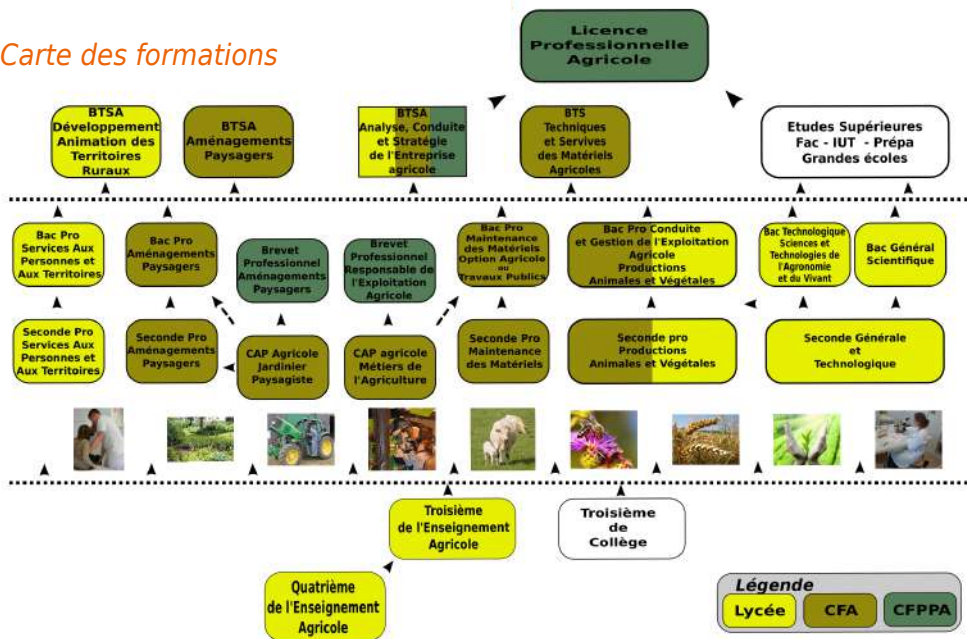 Carte des formations
Licence
Professionnelle
Agricole
BTSA
Développement
Animation des
Territoires
Ruraux
BTSA
Aménagements
Paysagers
BTSA
Analyse, Conduite
et Stratégie
de l'Entreprise
agricole
BTS
Techniques
et Servives
des Matériels
Agricoles
Etudes Supérieures
Fac - IUT - Prépa
Grandes écoles
Bac Pro
Services Aux
Personnes et
Aux Territoires
Bac Pro
Aménagements
Paysagers
Brevet
Professionnel
Aménagements
Paysagers
Brevet
Professionnel
Responsable de
l'Exploitation
Agricole
Bac Pro
Maintenance
des Matériels
Option Agricole
au
Travaux Publics
Bac Pro Conduite
et Gestion de l'Exploitation
Agricole
Productions
Animales et Végétales
Bac Technologique
Sciences et
Technologies de
l'Agronomie
et du Vivant
Bac Général
Scientifique
Seconde Pro
Services Aux
Personnes et
Aux Territoires
Seconde Pro
Aménagements
Paysagers
CAP Agricole
Jardinier
Paysagiste
CAP agricole
Métiers de
l'Agriculture
Seconde Pro
Maintenance
des Matériels
Seconde pro
Productions
Animales et Végétales
Seconde Générale
et
Technologique
Troisième
de l'Enseignement
Agricole
Troisième
de
Collège
Quatrième
de l'Enseignement
Agricole
Légende
Lycée
CFA
CFPPA